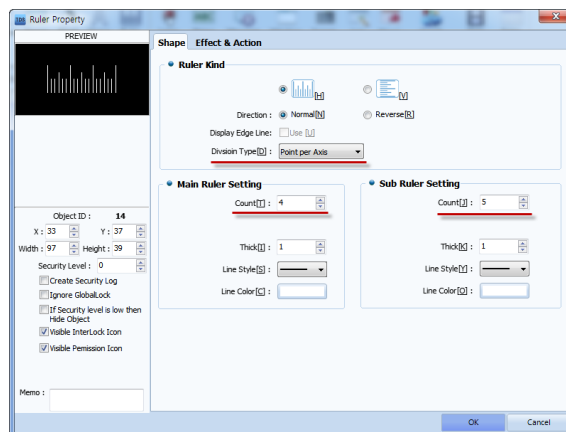 Ruler Property
PREVIEW
Shape Effect & Action
Ruler Kind
[H] [V]
Direction : Normal[N] Reverse[R]
Display Edge Line: Use [U]
Divsioin Type[D] : Point per Axis
Main Ruler Setting
Count[T] : 4
Thick[I] : 1
Line Style[S] :
Line Color[C] :
Sub Ruler Setting
Count[J] : 5
Thick[K] : 1
Line Style[Y] :
Line Color[O] :
Object ID : 14
X : 33 Y : 37
Width : 97 Height : 39
Security Level : 0
Create Security Log
Ignore GlobalLock
If Security level is low then
Hide Object
Visible InterLock Icon
Visible Pemission Icon
Memo :
OK Cancel